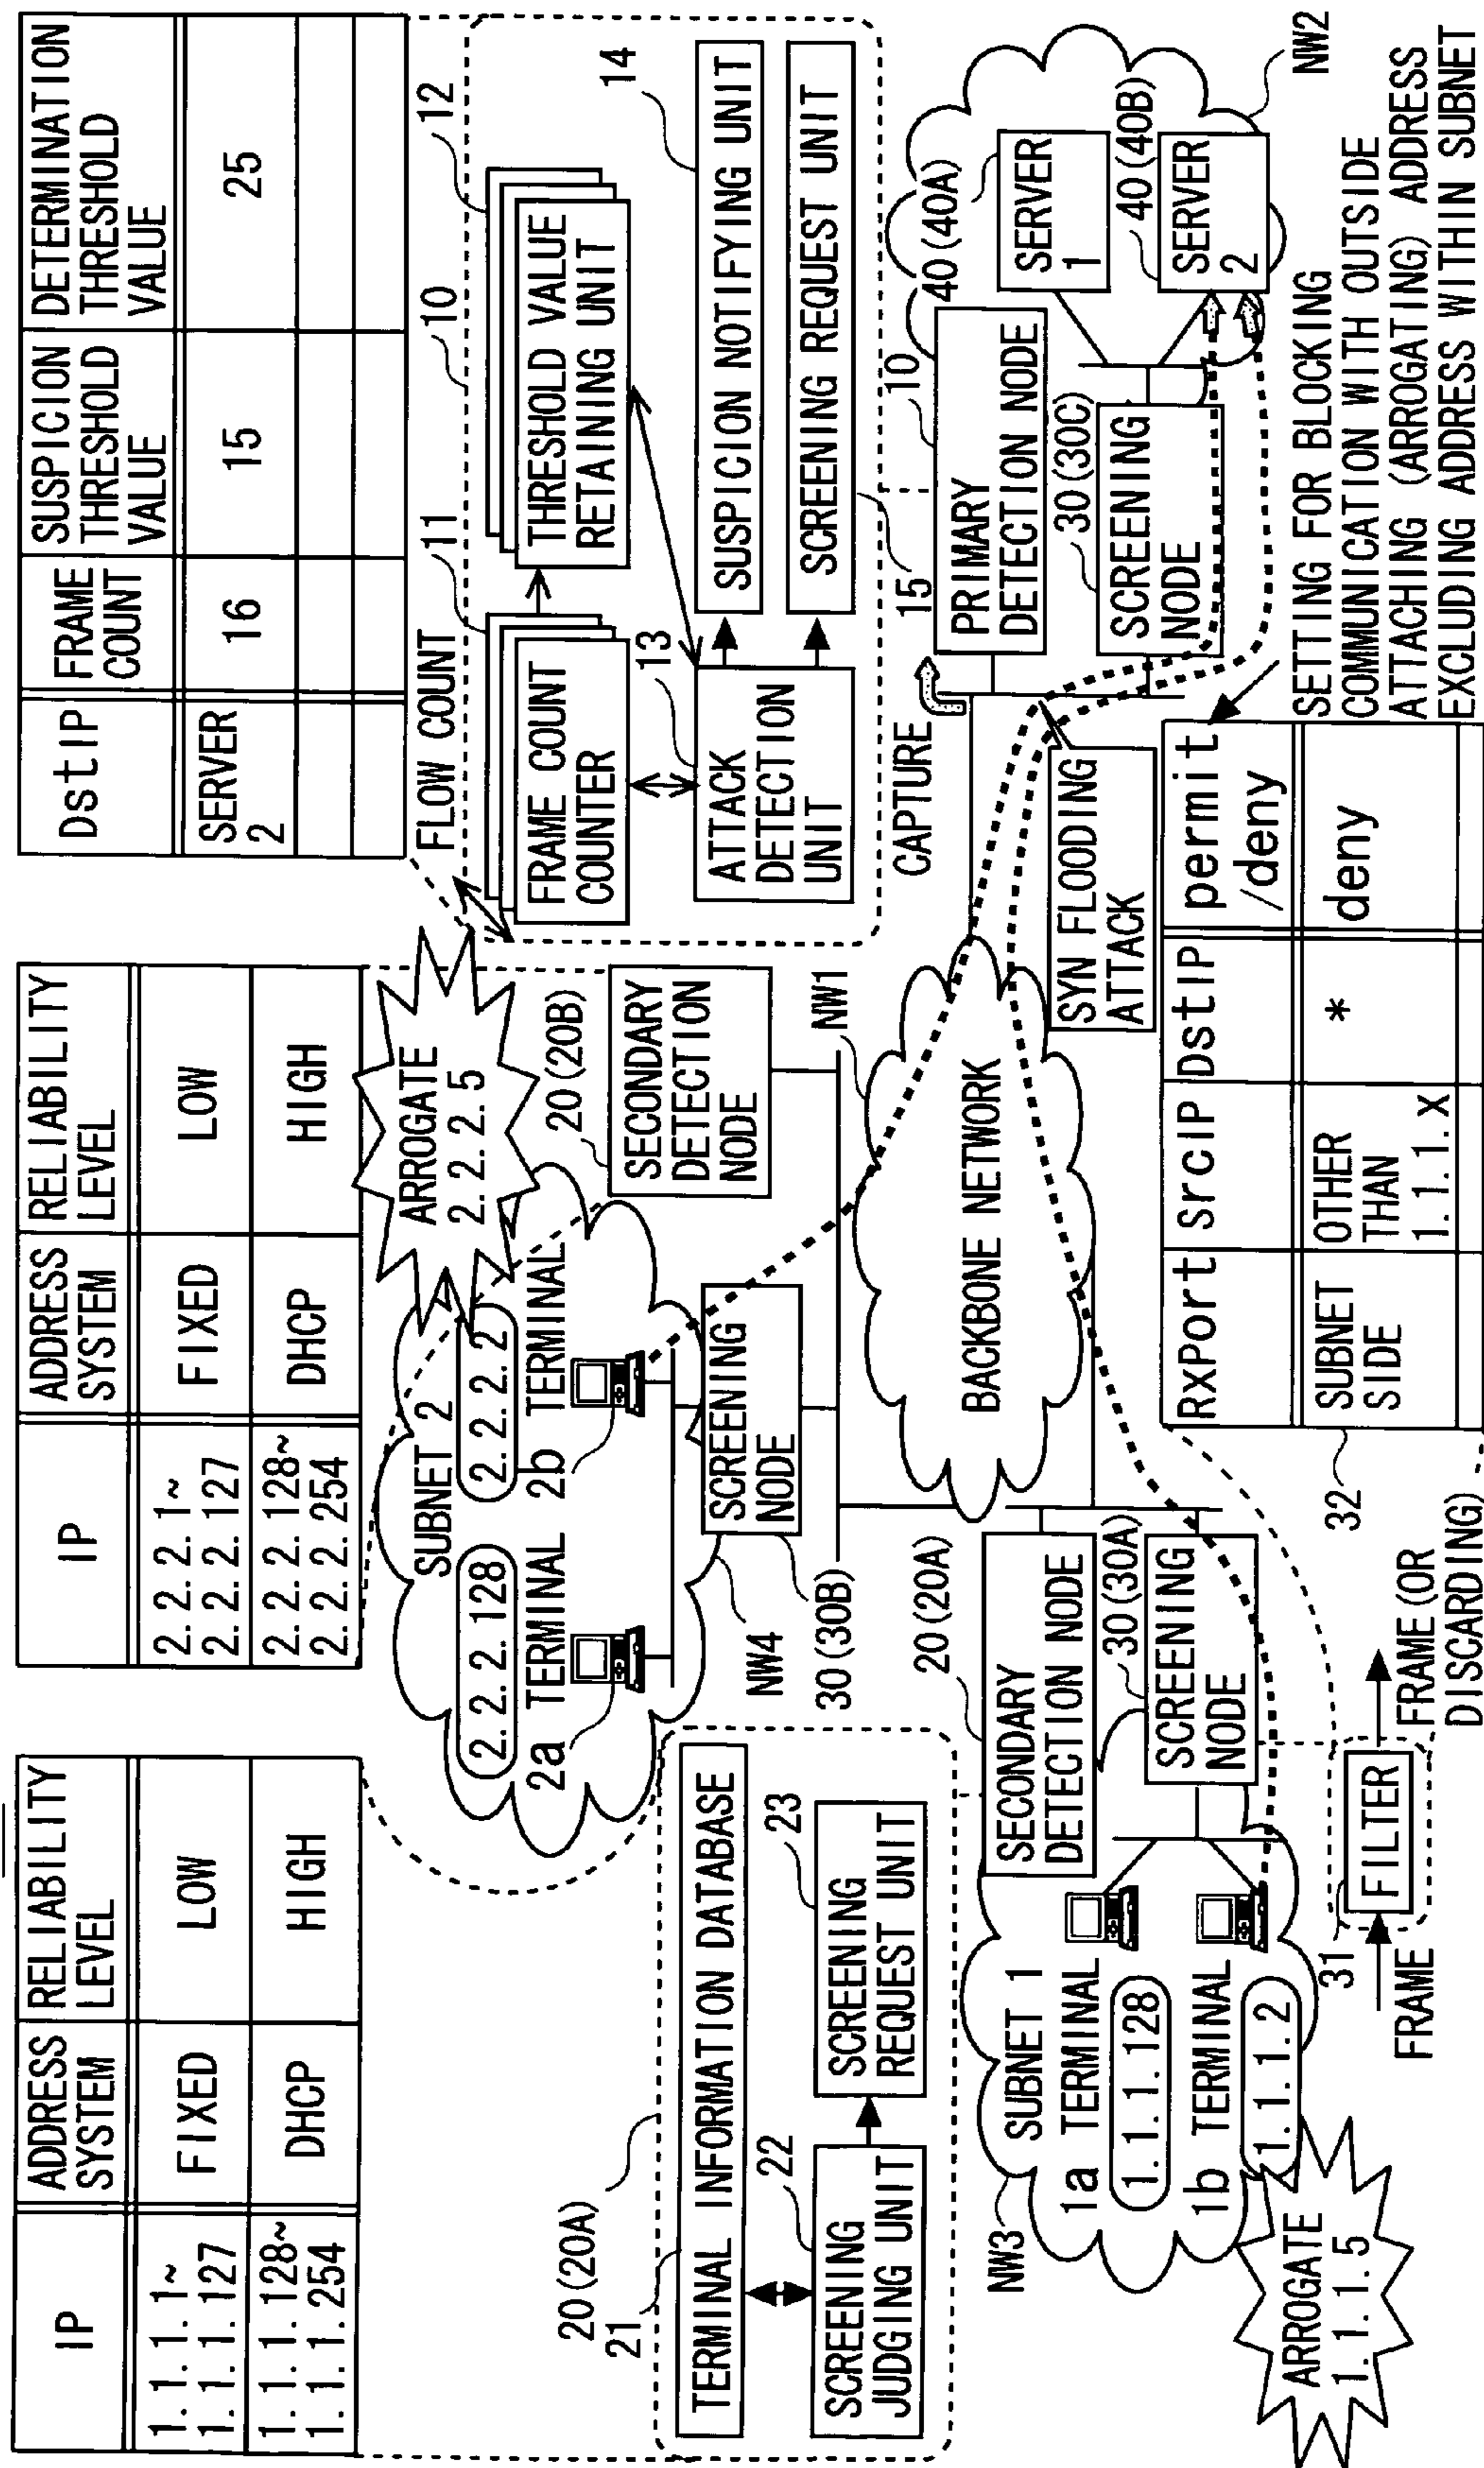 IP
ADDRESS
SYSTEM
RELIABILITY
LEVEL
1.1.1.1~
1.1.1.127
FIXED
LOW
1.1.1.128~
1.1.1.254
DHCP
HIGH
IP
ADDRESS
SYSTEM
RELIABILITY
LEVEL
2.2.2.1~
2.2.2.127
FIXED
LOW
2.2.2.128~
2.2.2.254
DHCP
HIGH
DstIP
FRAME
COUNT
SUSPICION
THRESHOLD
VALUE
DETERMINATION
THRESHOLD
VALUE
SERVER
2
16
15
25
20(20A)
21
TERMINAL INFORMATION DATABASE
22
SCREENING
JUDGING UNIT
23
SCREENING
REQUEST UNIT
SUBNET 2
2.2.2.128
2.2.2.2
2a TERMINAL
2b TERMINAL
ARROGATE
2.2.2.5
20(20B)
SECONDARY
DETECTION
NODE
SCREENING
NODE
NW4
30(30B)
FLOW COUNT
11
10
12
FRAME COUNT
COUNTER
THRESHOLD VALUE
RETAINING UNIT
13
ATTACK
DETECTION
UNIT
14
SUSPICION NOTIFYING UNIT
SCREENING REQUEST UNIT
15
CAPTURE
PRIMARY
DETECTION NODE
10
30(30C)
SCREENING
NODE
40(40A)
SERVER
1
40(40B)
SERVER
2
NW2
NW1
BACKBONE NETWORK
SYN FLOODING
ATTACK
20(20A)
SECONDARY
DETECTION NODE
30(30A)
SCREENING
NODE
NW3
SUBNET 1
1a TERMINAL
1.1.1.128
1b TERMINAL
1.1.1.2
ARROGATE
1.1.1.5
31
FRAME
FILTER
FRAME(OR
DISCARDING)
32
RxPort
srcIP
DstIP
permit
/deny
SUBNET
SIDE
OTHER
THAN
1.1.1.X
*
deny
SETTING FOR BLOCKING
COMMUNICATION WITH OUTSIDE
ATTACHING (ARROGATING) ADDRESS
EXCLUDING ADDRESS WITHIN SUBNET